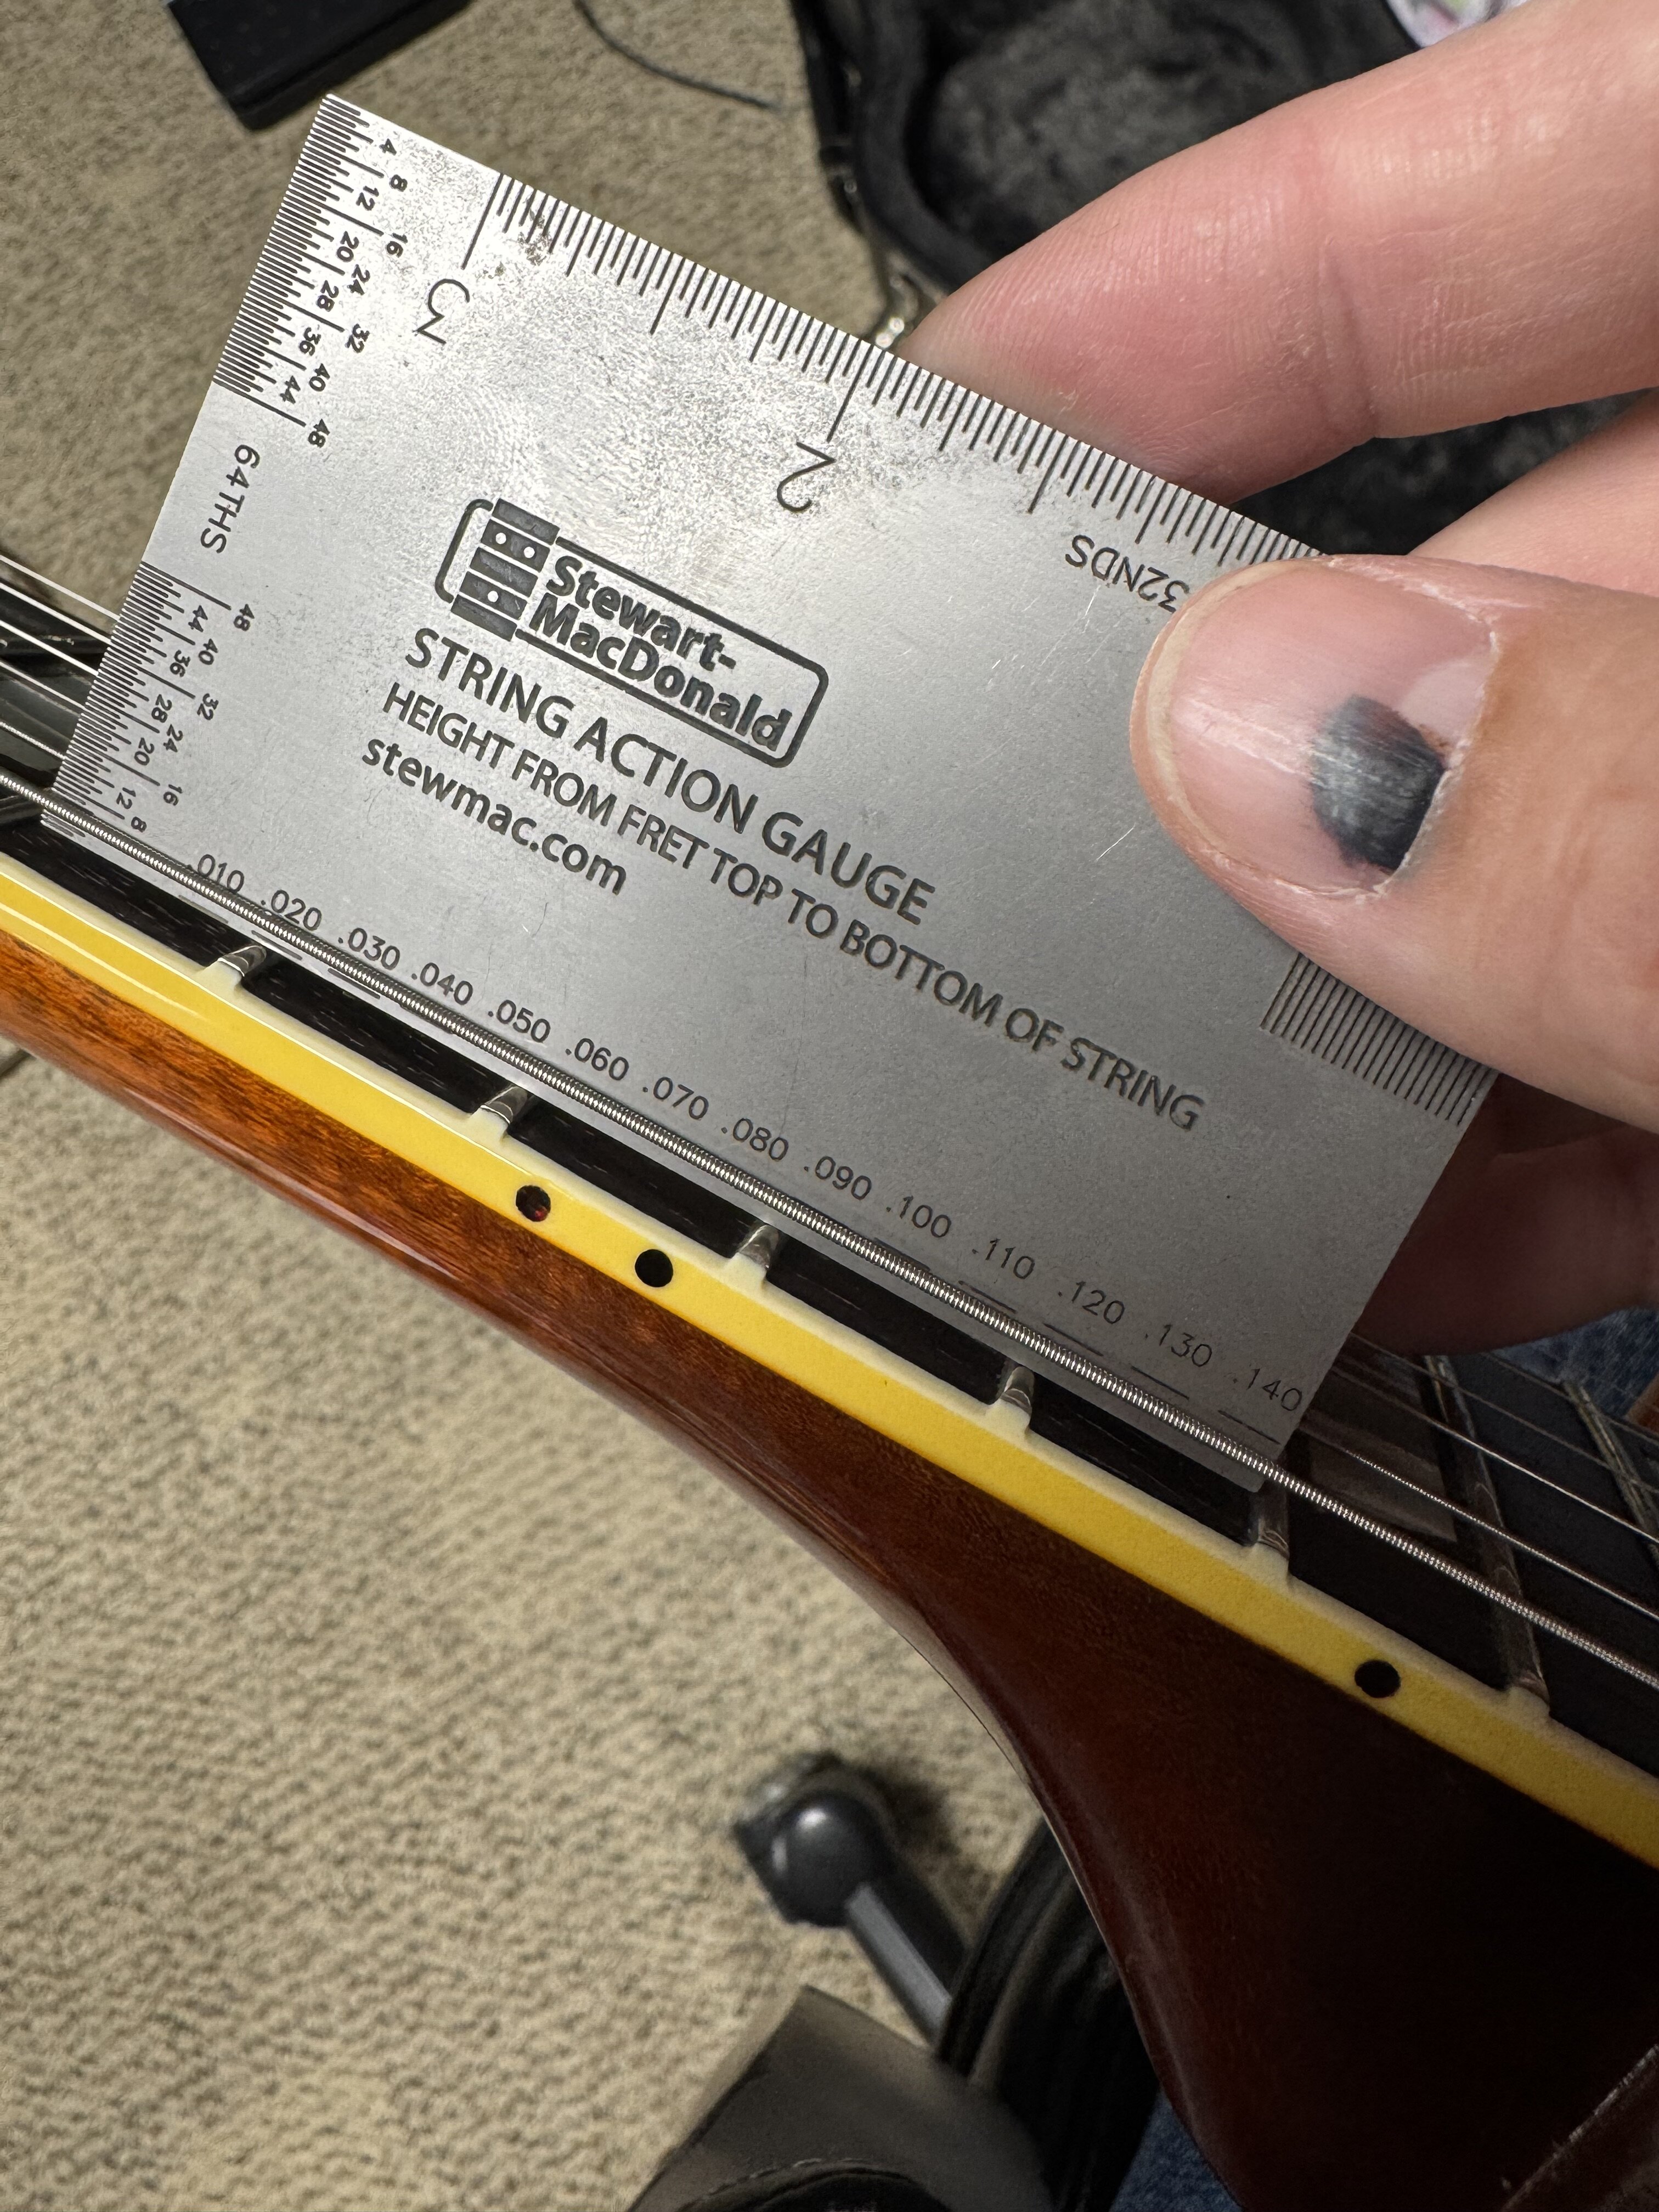 4 8 12 16 20 24 28 32 36 40 44 48
64THS
48 44 40 36 32 28 24 20 16 12 8
3
2
32NDS
Stewart-
MacDonald
STRING ACTION GAUGE
HEIGHT FROM FRET TOP TO BOTTOM OF STRING
stewmac.com
.010 .020 .030 .040 .050 .060 .070 .080 .090 .100 .110 .120 .130 .140